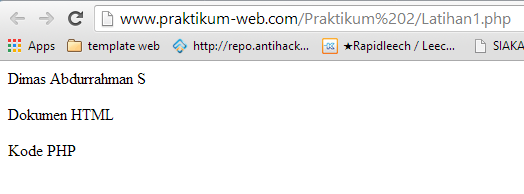 www.praktikum-web.com/Praktikum%202/Latihan1.php
Apps template web http://repo.antihack... ★Rapidleech / Leec... SIAKA
Dimas Abdurrahman S
Dokumen HTML
Kode PHP